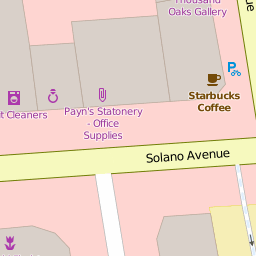 Thousand
Oaks Gallery
Starbucks
Coffee
Payn's Statonery
- Office
Supplies
Cleaners
Solano Avenue